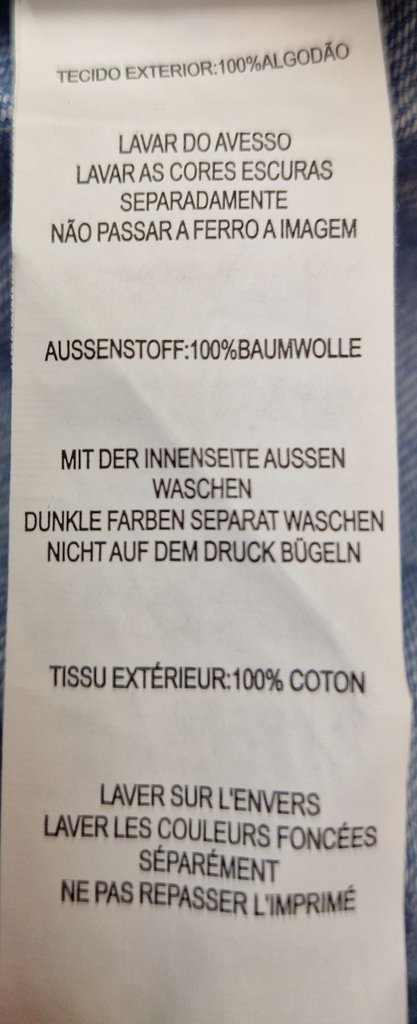 TECIDO EXTERIOR:100%ALGODÃO
LAVAR DO AVESSO
LAVAR AS CORES ESCURAS
SEPARADAMENTE
NÃO PASSAR A FERRO A IMAGEM
AUSSENSTOFF:100%BAUMWOLLE
MIT DER INNENSEITE AUSSEN
WASCHEN
DUNKLE FARBEN SEPARAT WASCHEN
NICHT AUF DEM DRUCK BÜGELN
TISSU EXTÉRIEUR:100% COTON
LAVER SUR L'ENVERS
LAVER LES COULEURS FONCÉES
SÉPARÉMENT
NE PAS REPASSER L'IMPRIMÉ